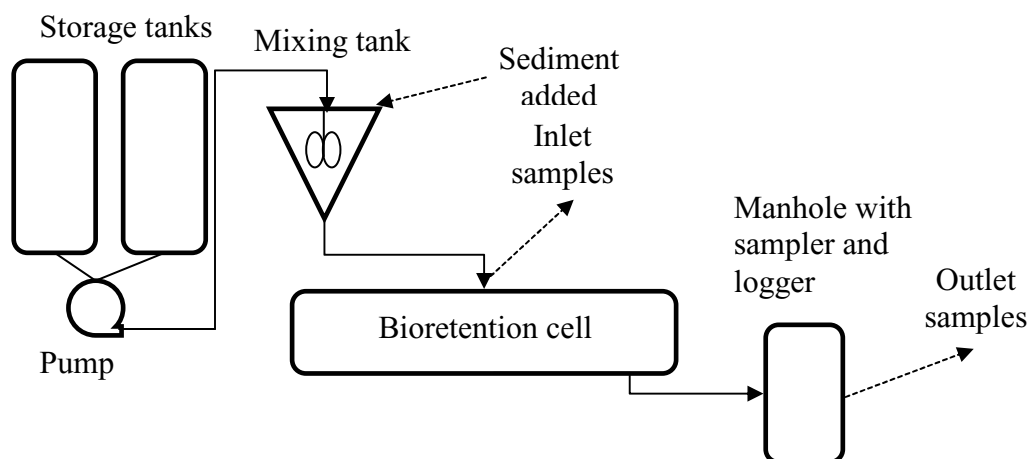 Storage tanks
Mixing tank
Sediment
added
Inlet
samples
Manhole with
sampler and
logger
Outlet
samples
Bioretention cell
Pump